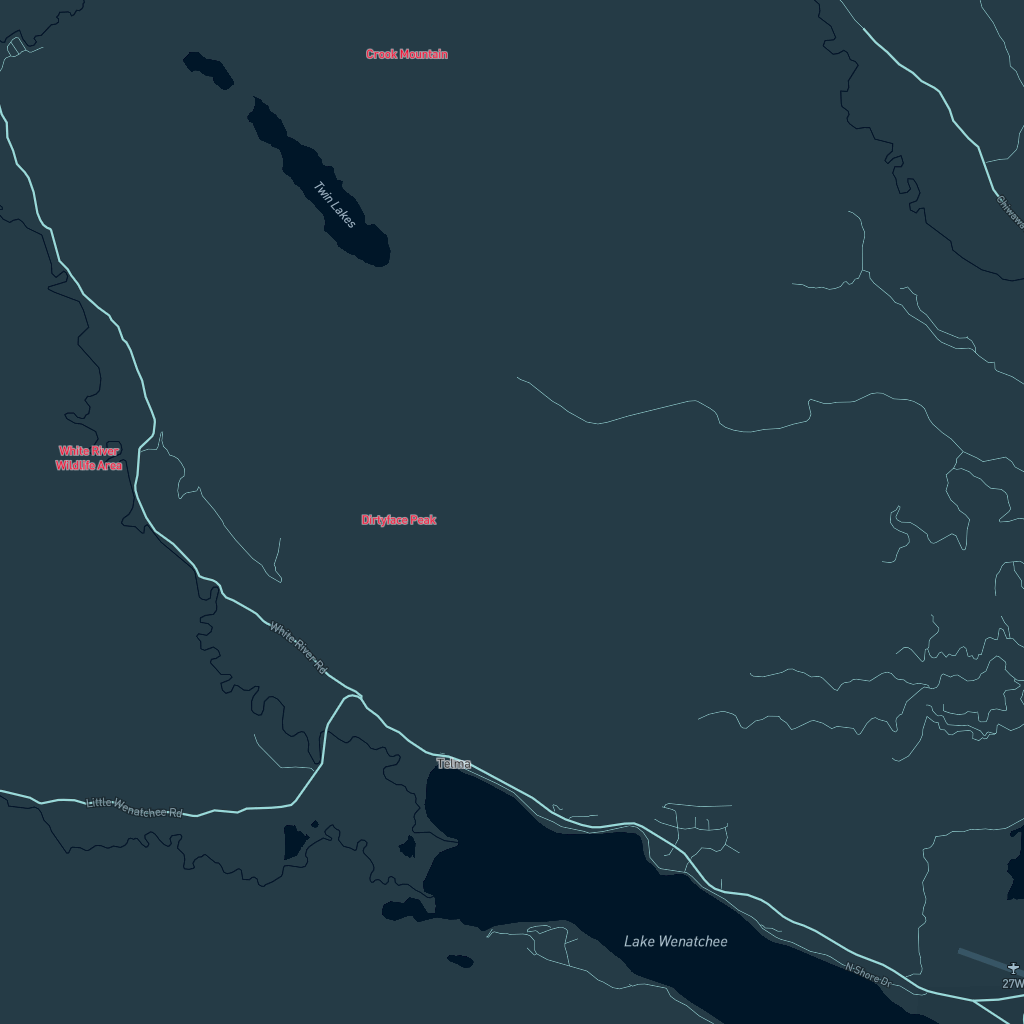 Crook Mountain
Twin Lakes
Chiwawa
White River
Wildlife Area
Dirtyface Peak
White River Rd
Telma
Little Wenatchee Rd
Lake Wenatchee
N Shore Dr
27W